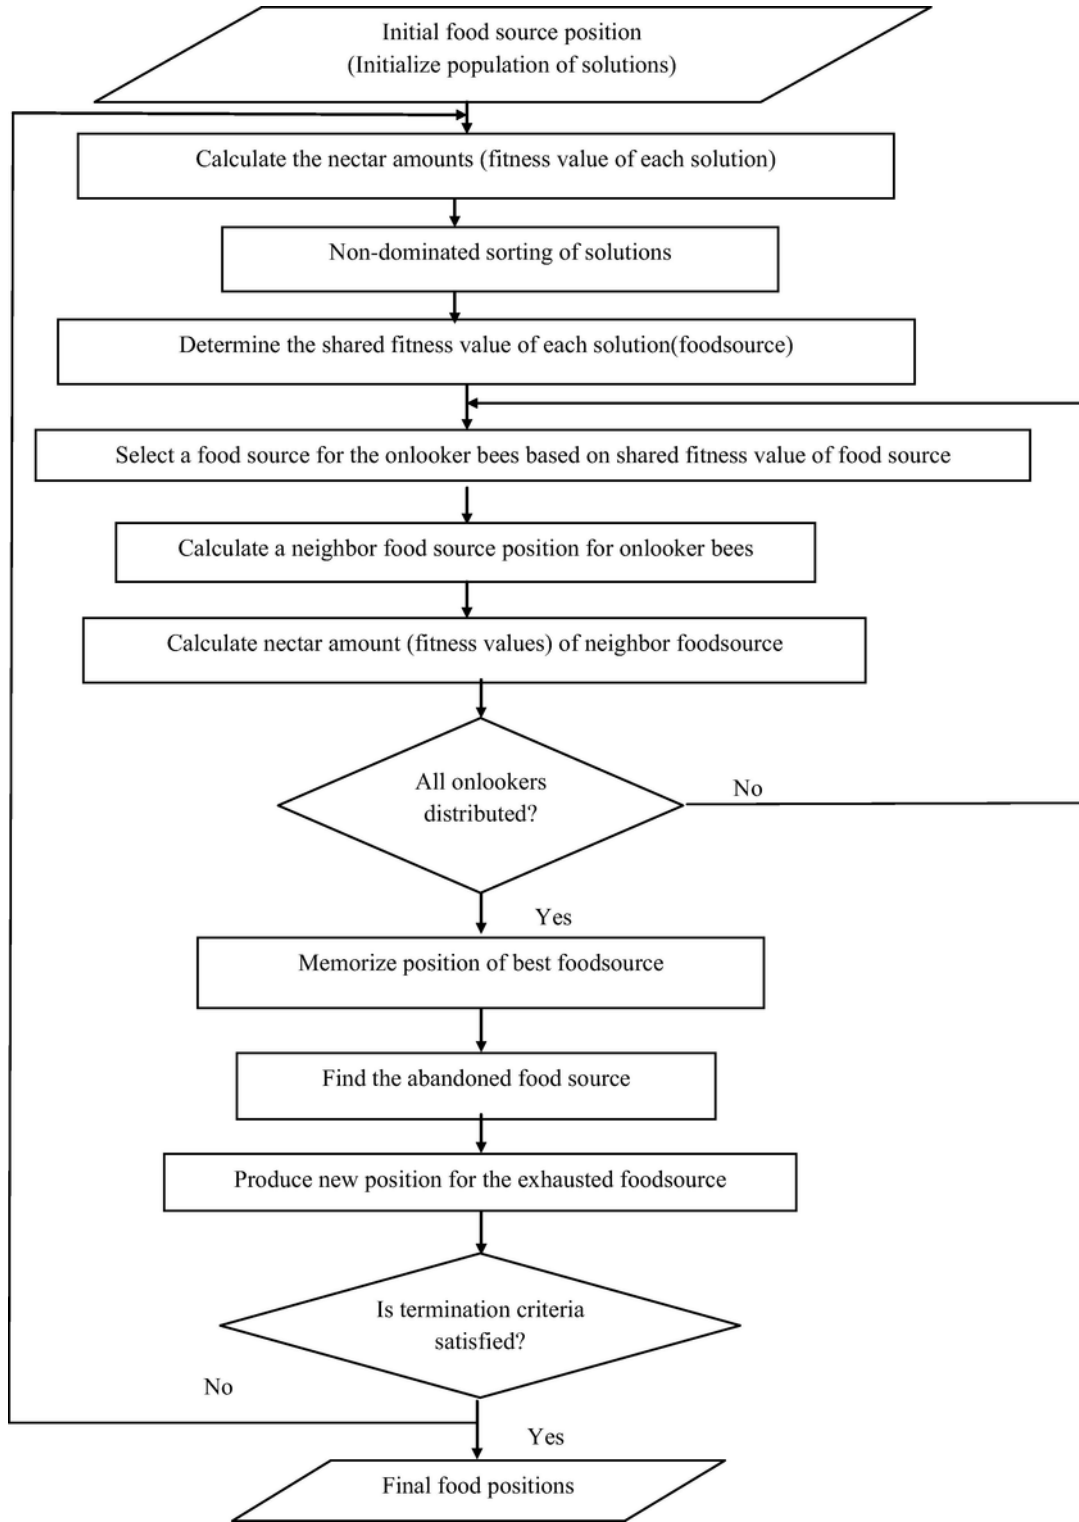 Initial food source position
(Initialize population of solutions)
Calculate the nectar amounts (fitness value of each solution)
Non-dominated sorting of solutions
Determine the shared fitness value of each solution(foodsource)
Select a food source for the onlooker bees based on shared fitness value of food source
Calculate a neighbor food source position for onlooker bees
Calculate nectar amount (fitness values) of neighbor foodsource
All onlookers
distributed?
No
Yes
Memorize position of best foodsource
Find the abandoned food source
Produce new position for the exhausted foodsource
Is termination criteria
satisfied?
No
Yes
Final food positions